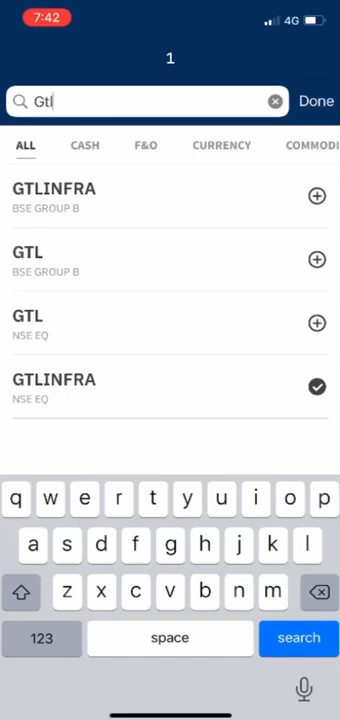 7:42
4G
1
Gtl
Done
ALL CASH F&O CURRENCY COMMODI
GTLINFRA
BSE GROUP B
GTL
BSE GROUP B
GTL
NSE EQ
GTLINFRA
NSE EQ
q w e r t y u i o p
a s d f g h j k l
z x c v b n m
123 space search